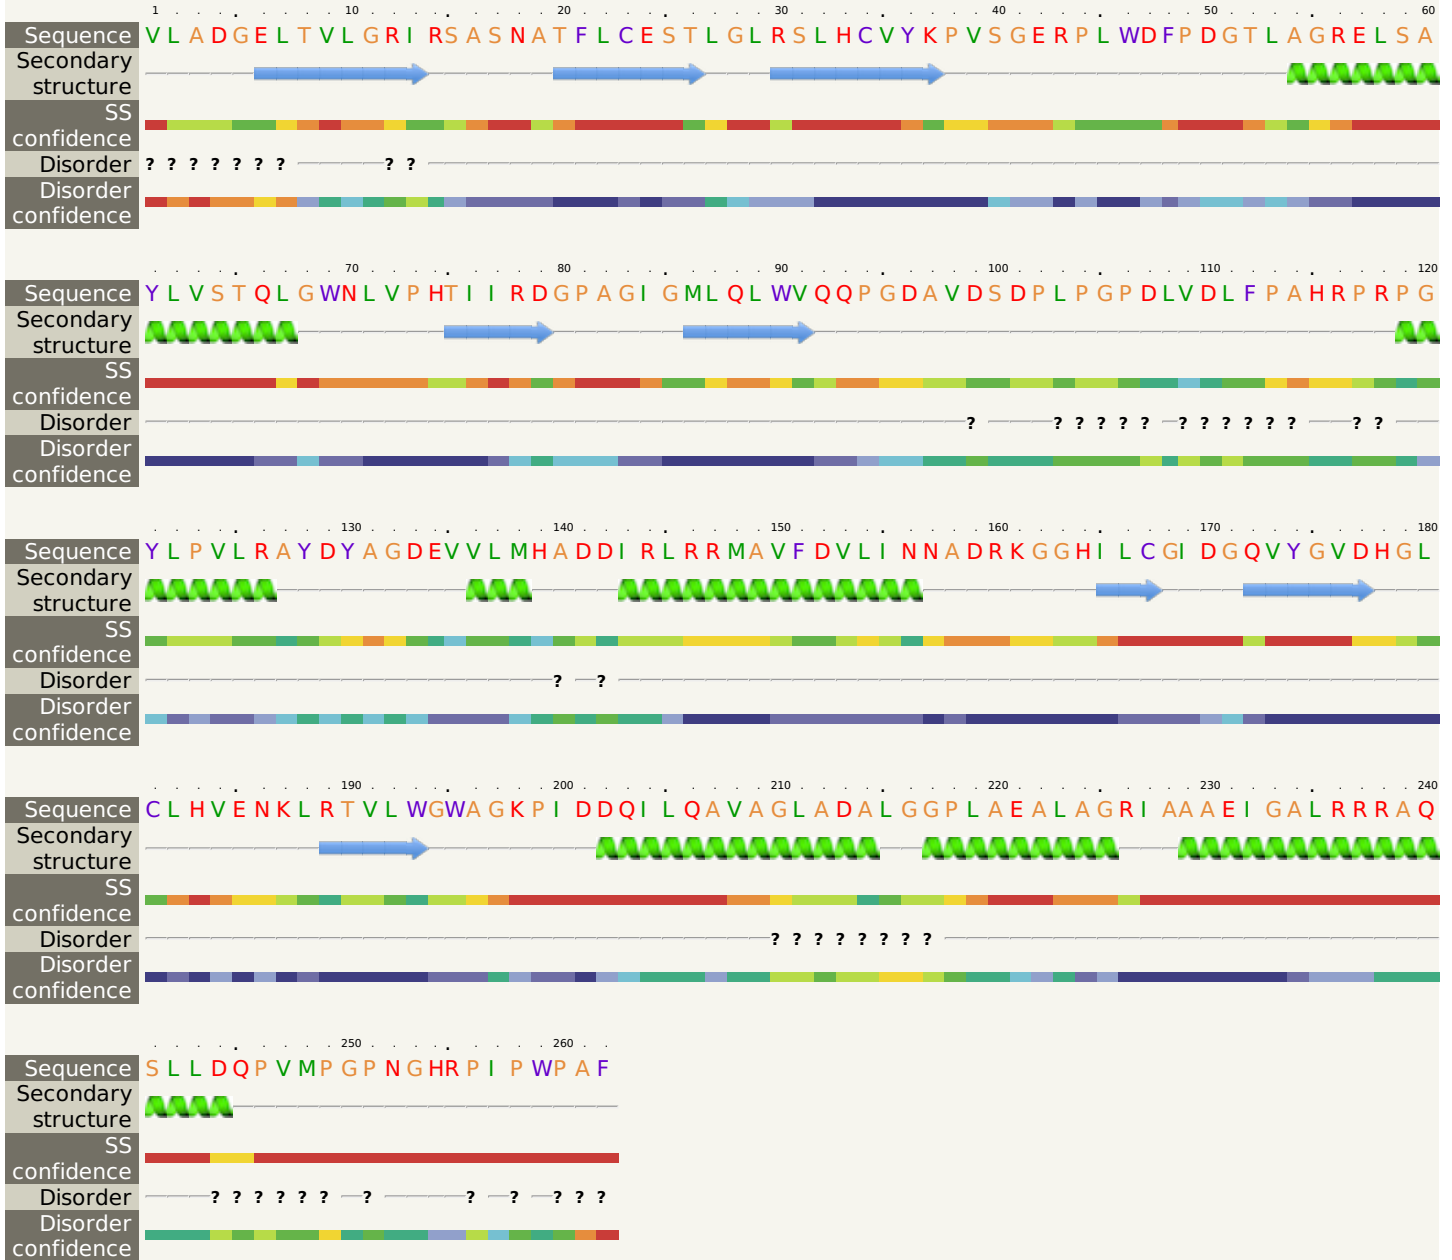 1 10 20 30 40 50 60
Sequence VLADGELTVLGRIRSASNATFLCESTLGLRSLHCVYKPVSGERPLWDFPDGTLAGRELSA
Secondary
structure
SS
confidence
Disorder ? ? ? ? ? ? ? ? ?
Disorder
confidence
70 80 90 100 110 120
Sequence YLVSTQLGWNLVPHTIIRDGPAGIGMLQLWVQQPGDAVDSDPLPGPDLVDLFPAHRPRPG
Secondary
structure
SS
confidence
Disorder ? ? ? ? ? ? ? ? ? ? ? ? ? ?
Disorder
confidence
130 140 150 160 170 180
Sequence YLPVLRAYDYAGDEVVLMHADDIRLRRMAVFDVLINNADRKGGHILCGIDGQVYGVDHGL
Secondary
structure
SS
confidence
Disorder ? ?
Disorder
confidence
190 200 210 220 230 240
Sequence CLHVENKLRTVLWGWAGKPIDDQILQAVAGLADALGGPLAEALAGRIAAAEIGALRRRAQ
Secondary
structure
SS
confidence
Disorder ? ? ? ? ? ? ? ?
Disorder
confidence
250 260
Sequence SLLDQPVMPGPNGHRPIPWPAF
Secondary
structure
SS
confidence
Disorder ? ? ? ? ? ? ? ? ? ? ? ?
Disorder
confidence